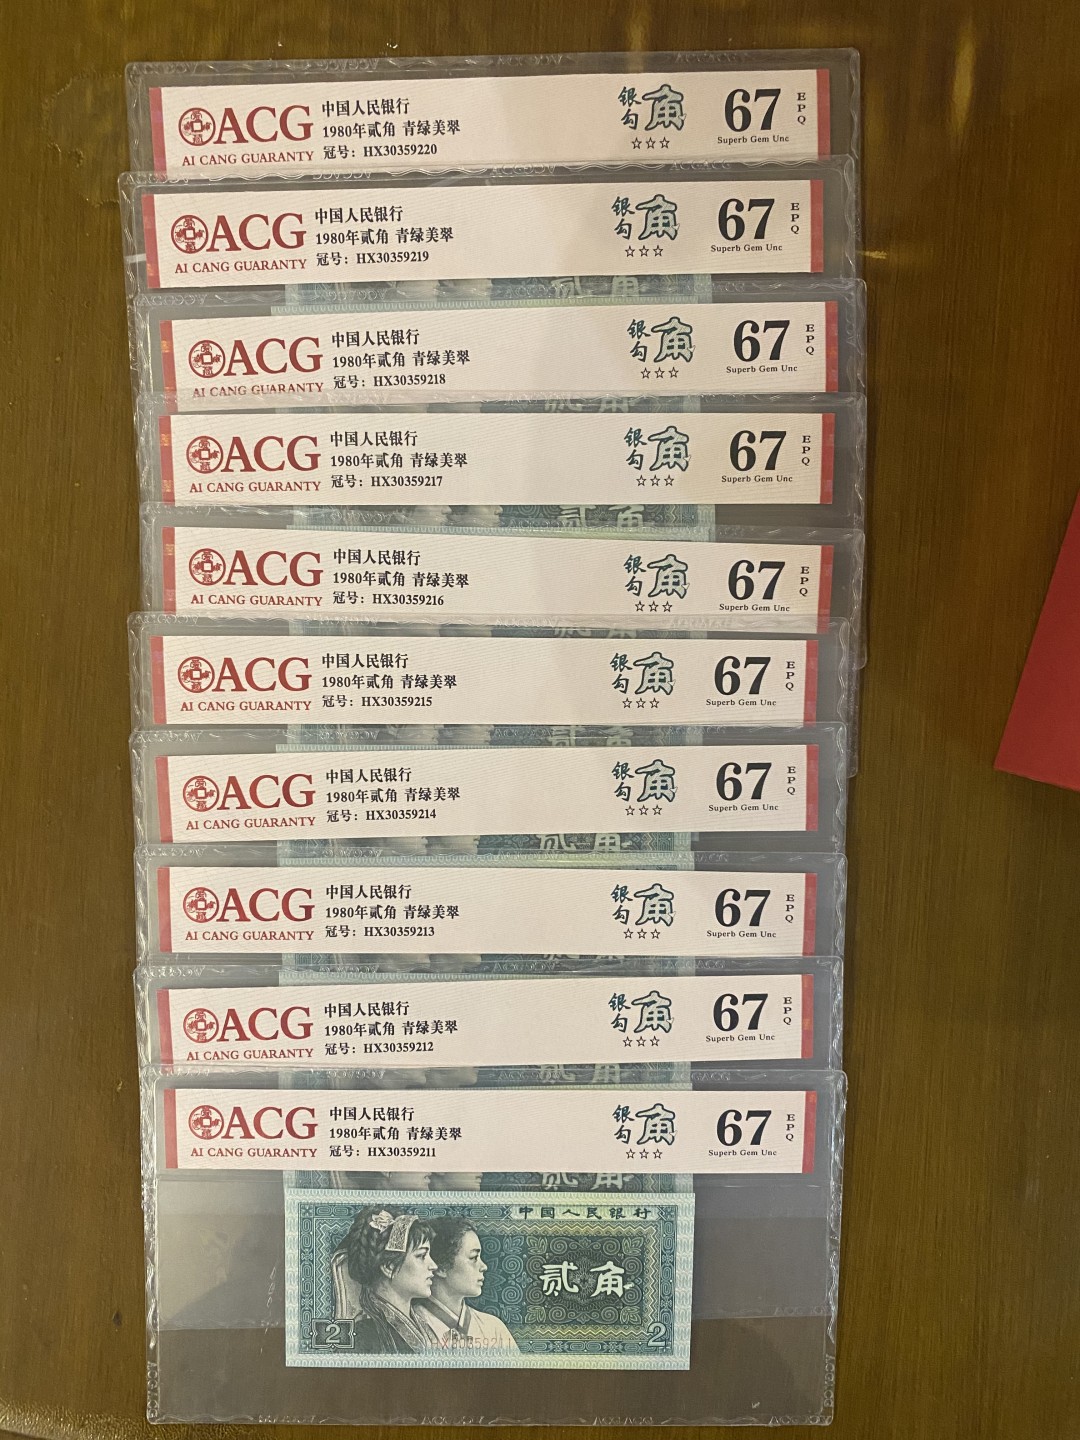 ACG
AI CANG GUARANTY
中国人民银行
1980年贰角 青绿美翠
冠号：HX30359220
银勾角
☆☆☆
67
Superb Gem Unc
EPQ
ACG
AI CANG GUARANTY
中国人民银行
1980年贰角 青绿美翠
冠号：HX30359219
银勾角
☆☆☆
67
Superb Gem Unc
EPQ
贰角
ACG
AI CANG GUARANTY
中国人民银行
1980年贰角 青绿美翠
冠号：HX30359218
银勾角
☆☆☆
67
Superb Gem Unc
EPQ
贰角
ACG
AI CANG GUARANTY
中国人民银行
1980年贰角 青绿美翠
冠号：HX30359217
银勾角
☆☆☆
67
Superb Gem Unc
EPQ
贰角
ACG
AI CANG GUARANTY
中国人民银行
1980年贰角 青绿美翠
冠号：HX30359216
银勾角
☆☆☆
67
Superb Gem Unc
EPQ
ACG
AI CANG GUARANTY
中国人民银行
1980年贰角 青绿美翠
冠号：HX30359215
银勾角
☆☆☆
67
Superb Gem Unc
EPQ
贰角
ACG
AI CANG GUARANTY
中国人民银行
1980年贰角 青绿美翠
冠号：HX30359214
银勾角
☆☆☆
67
Superb Gem Unc
EPQ
贰角
ACG
AI CANG GUARANTY
中国人民银行
1980年贰角 青绿美翠
冠号：HX30359213
银勾角
☆☆☆
67
Superb Gem Unc
EPQ
ACG
AI CANG GUARANTY
中国人民银行
1980年贰角 青绿美翠
冠号：HX30359212
银勾角
☆☆☆
67
Superb Gem Unc
EPQ
贰角
ACG
AI CANG GUARANTY
中国人民银行
1980年贰角 青绿美翠
冠号：HX30359211
银勾角
☆☆☆
67
Superb Gem Unc
EPQ
贰角
中国人民银行
贰角
2
HX30359211
2